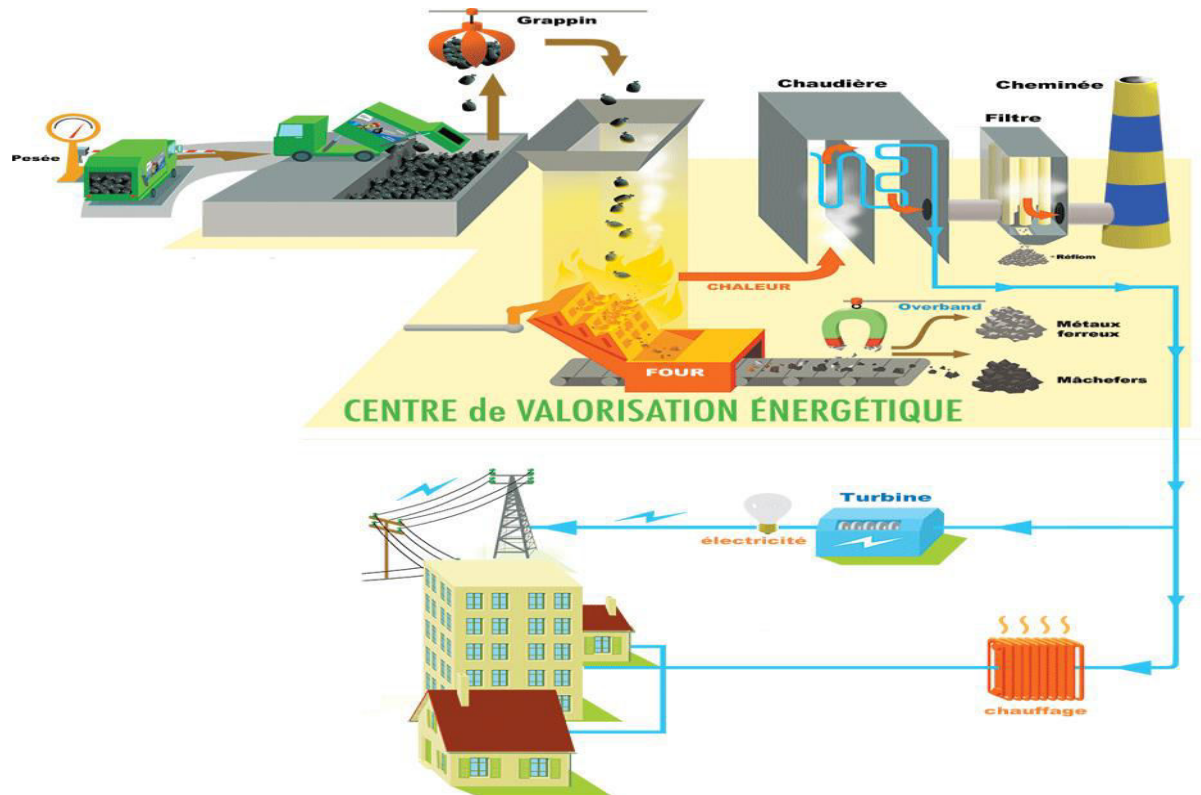 Grappin
Pesée
Chaudière
Cheminée
Filtre
Réfiom
CHALEUR
Overband
Métaux
ferreux
FOUR
Mâchefers
CENTRE de VALORISATION ÉNERGÉTIQUE
Turbine
électricité
chauffage